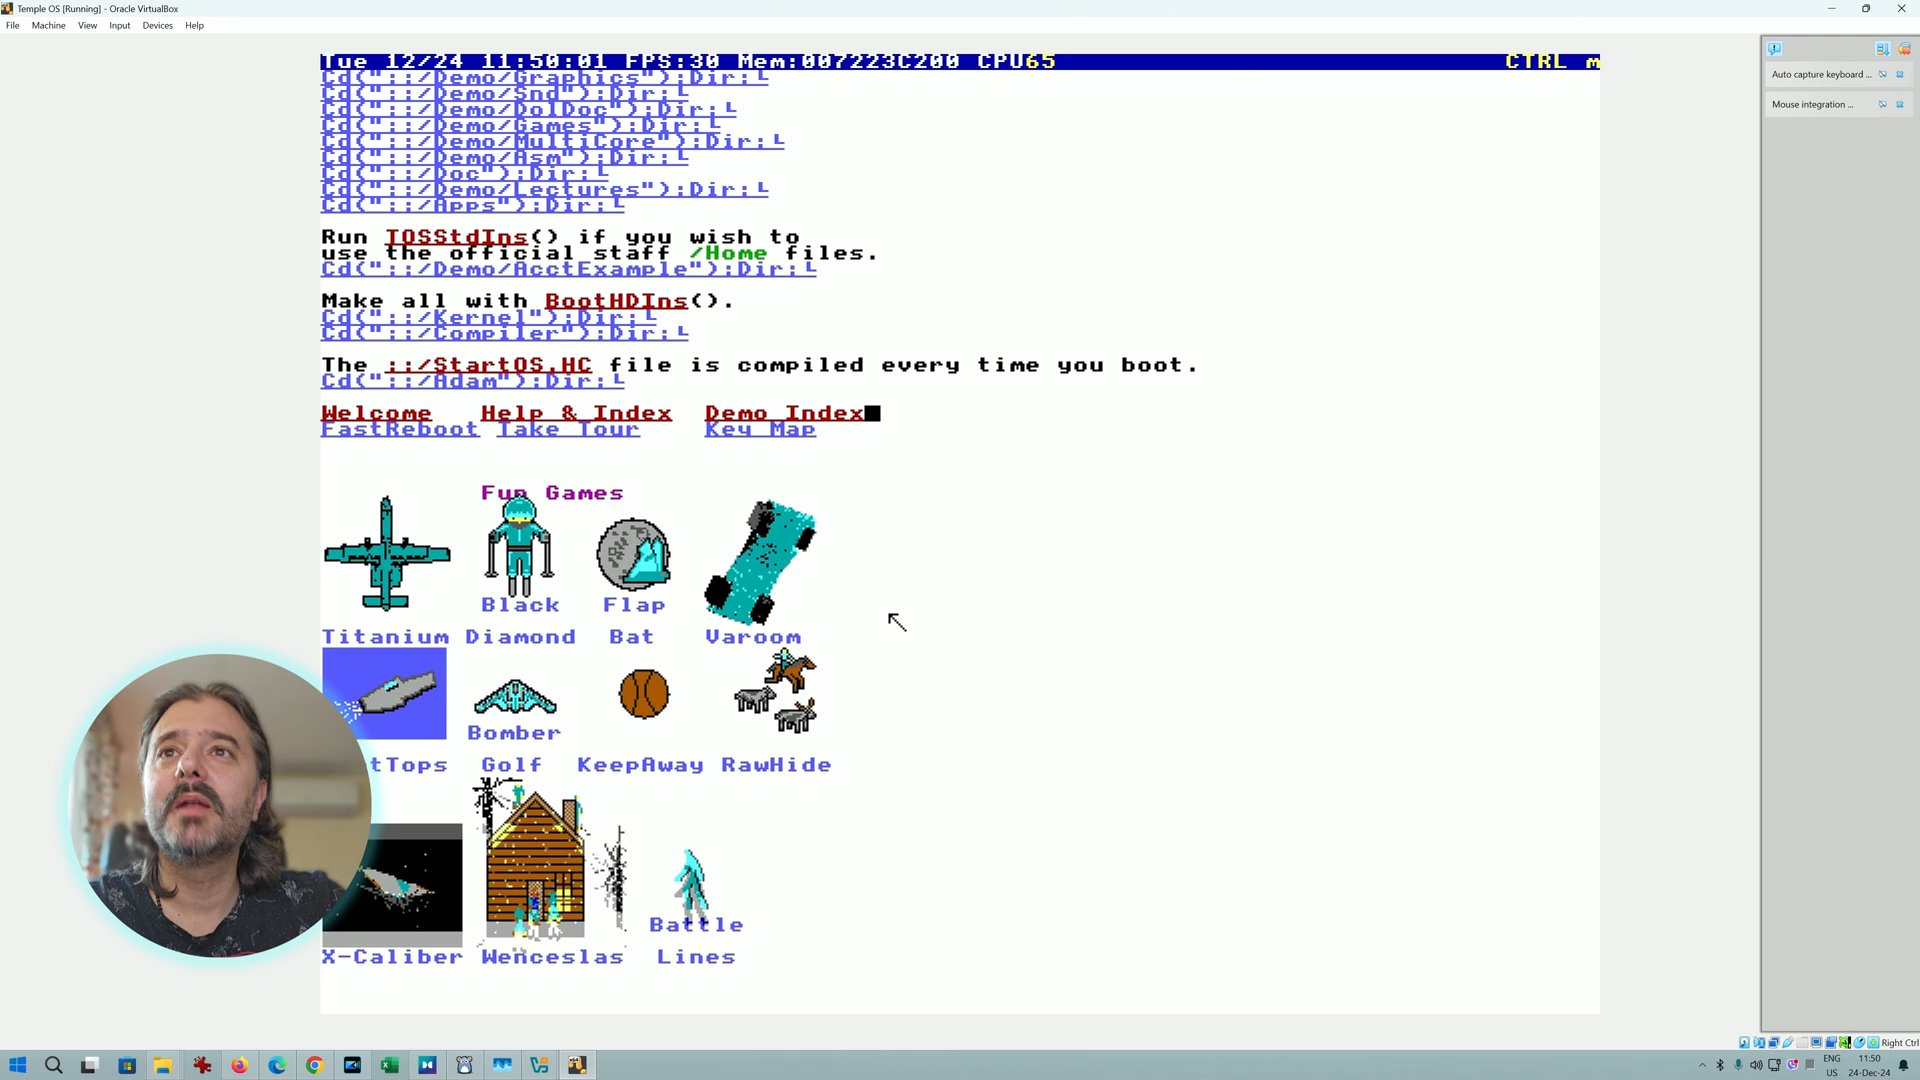 Temple OS [Running] - Oracle VirtualBox
File Machine View Input Devices Help
Tue 12/24 11:50:01 FPS:30 Mem:007223C200 CPU65 CTRL m
Cd("::/Demo/Graphics");Dir;
Cd("::/Demo/Snd");Dir;
Cd("::/Demo/DolDoc");Dir;
Cd("::/Demo/Games");Dir;
Cd("::/Demo/MultiCore");Dir;
Cd("::/Demo/Asm");Dir;
Cd("::/Doc");Dir;
Cd("::/Demo/Lectures");Dir;
Cd("::/Apps");Dir;
Run TOSStdIns() if you wish to
use the official staff /Home files.
Cd("::/Demo/AcctExample");Dir;
Make all with BootHDIns().
Cd("::/Kernel");Dir;
Cd("::/Compiler");Dir;
The ::/StartOS.HC file is compiled every time you boot.
Cd("::/Adam");Dir;
Welcome Help & Index Demo Index
FastReboot Take Tour Key Map
Fun Games
Black Flap
Titanium Diamond Bat Varoom
Bomber
tTops Golf KeepAway RawHide
Battle
X-Caliber Wenceslas Lines
Auto capture keyboard ...
Mouse integration ...
Right Ctrl
ENG
US
11:50
24-Dec-24